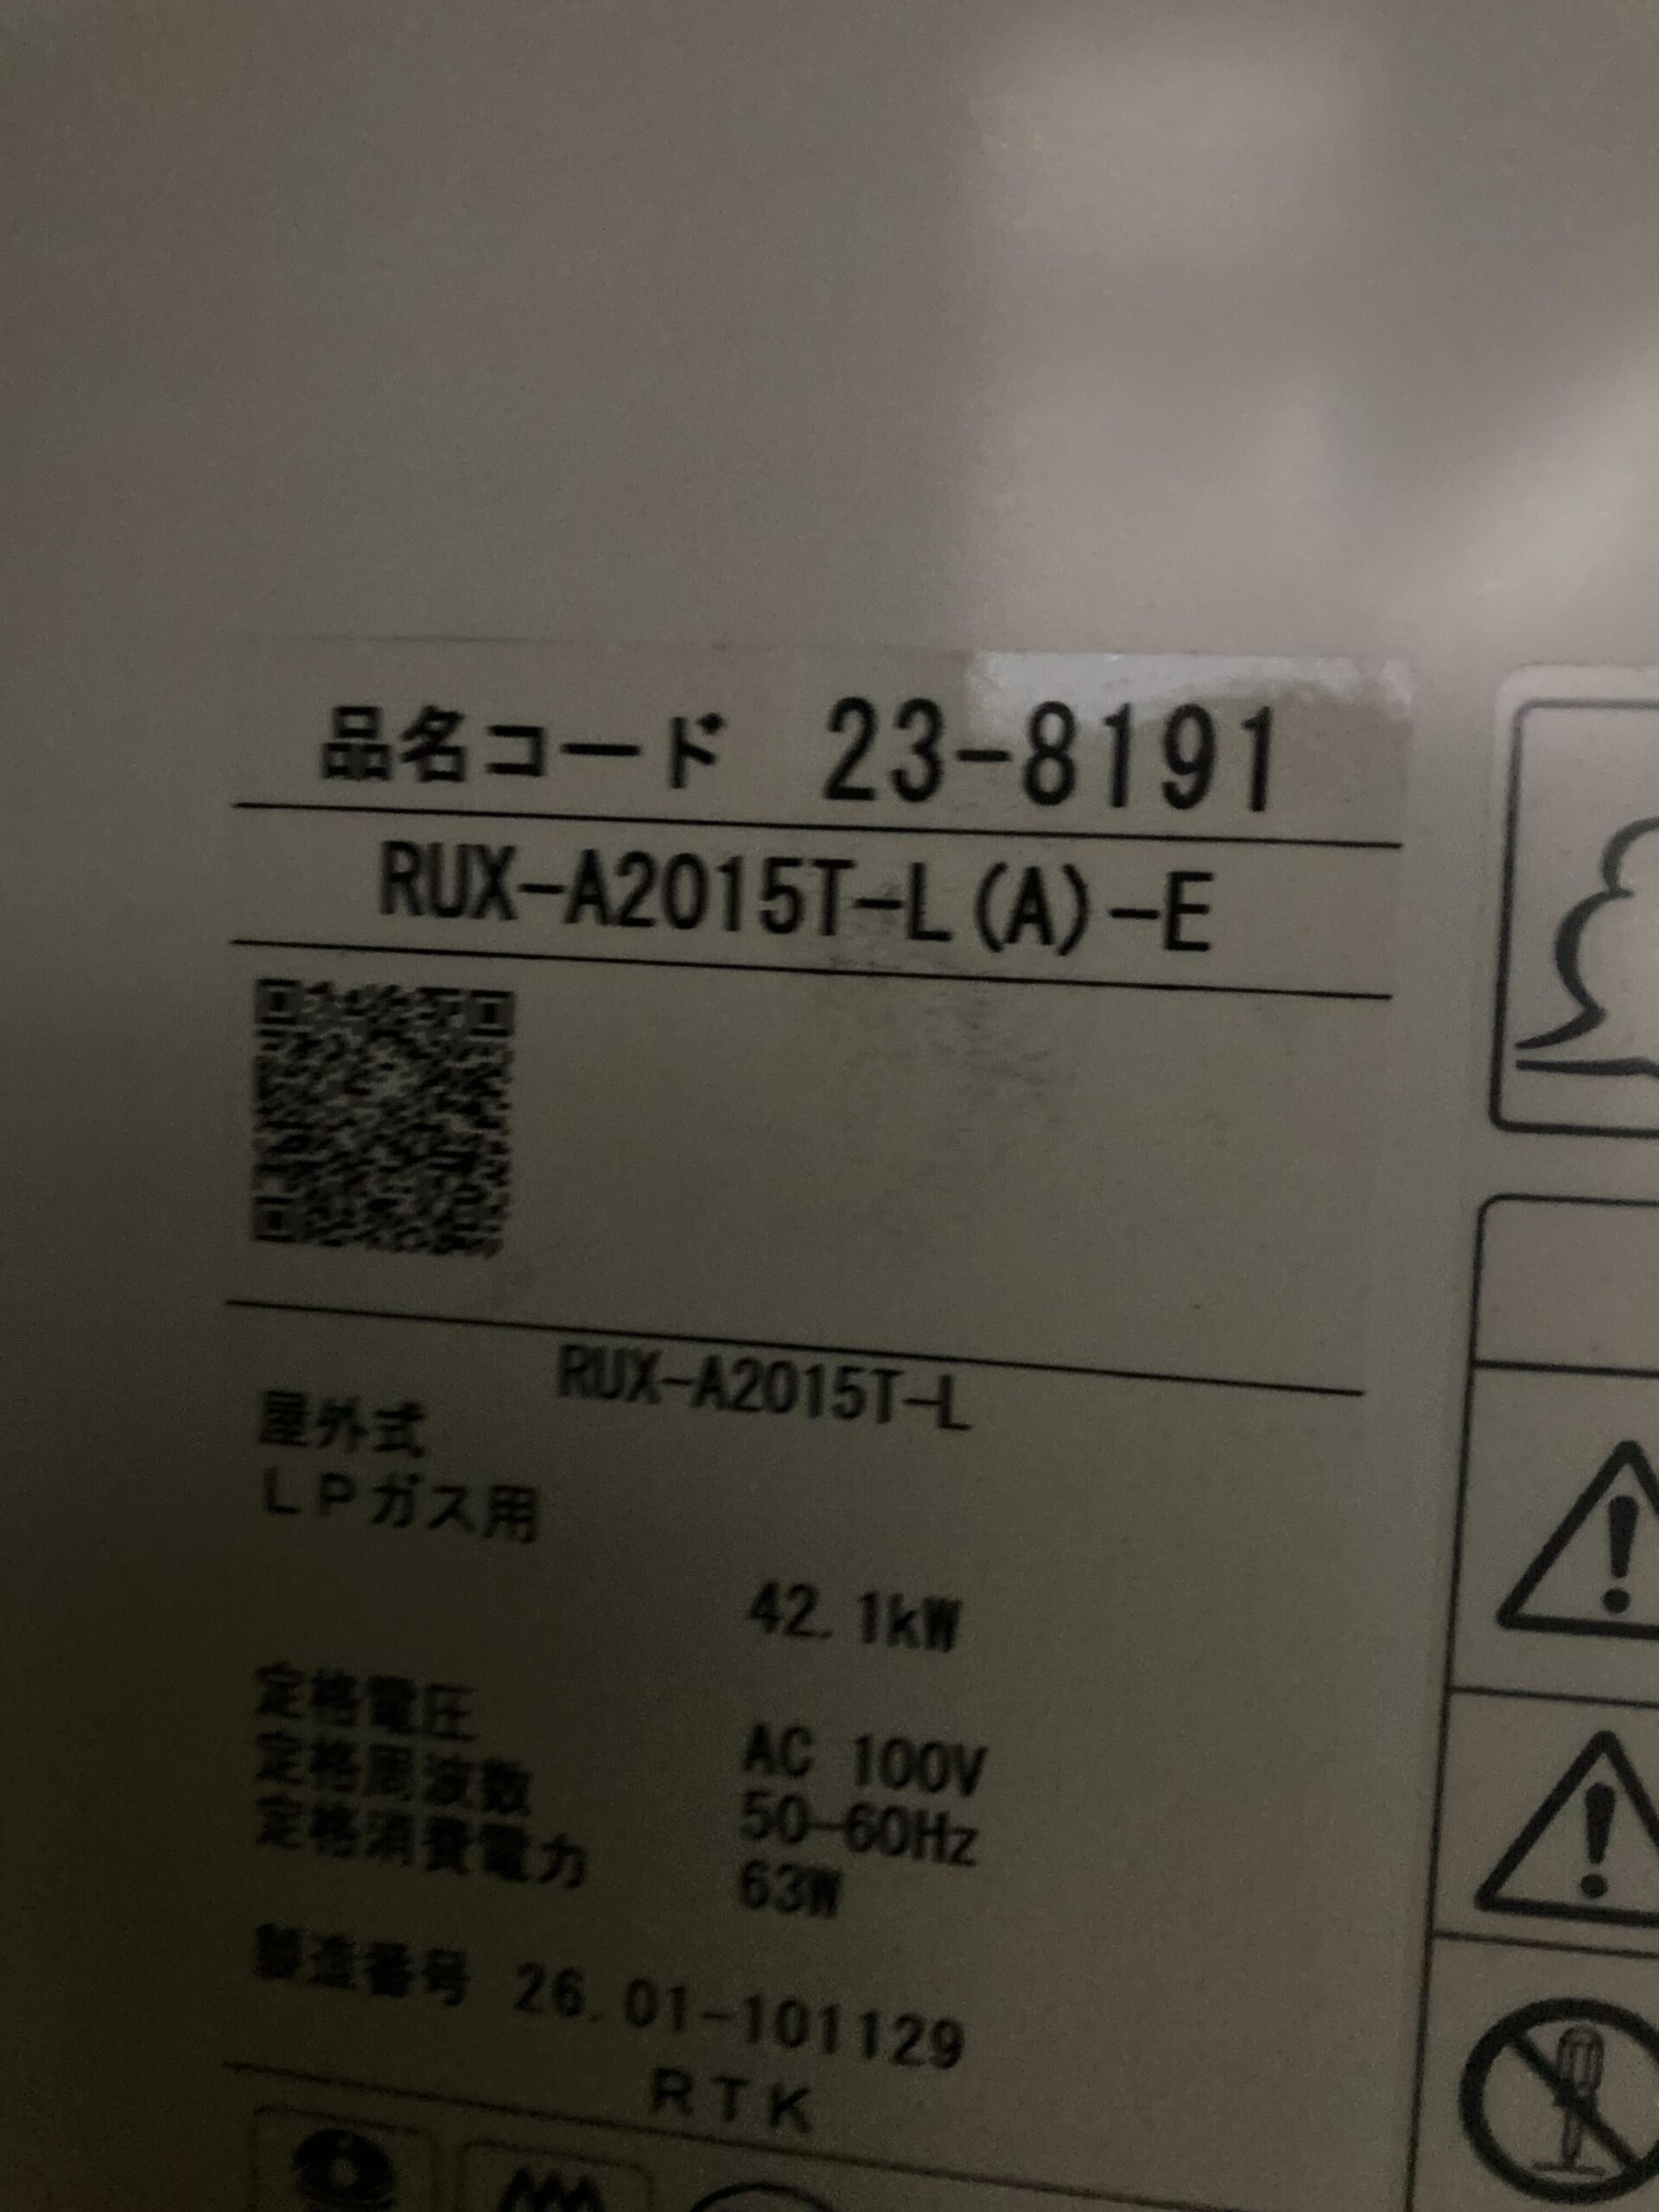 品名コード 23-8191
RUX-A2015T-L(A)-E
RUX-A2015T-L
屋外式
LPガス用
42.1kW
定格電圧 AC 100V
定格周波数 50-60Hz
定格消費電力 63W
製造番号 26.01-101129
RTK